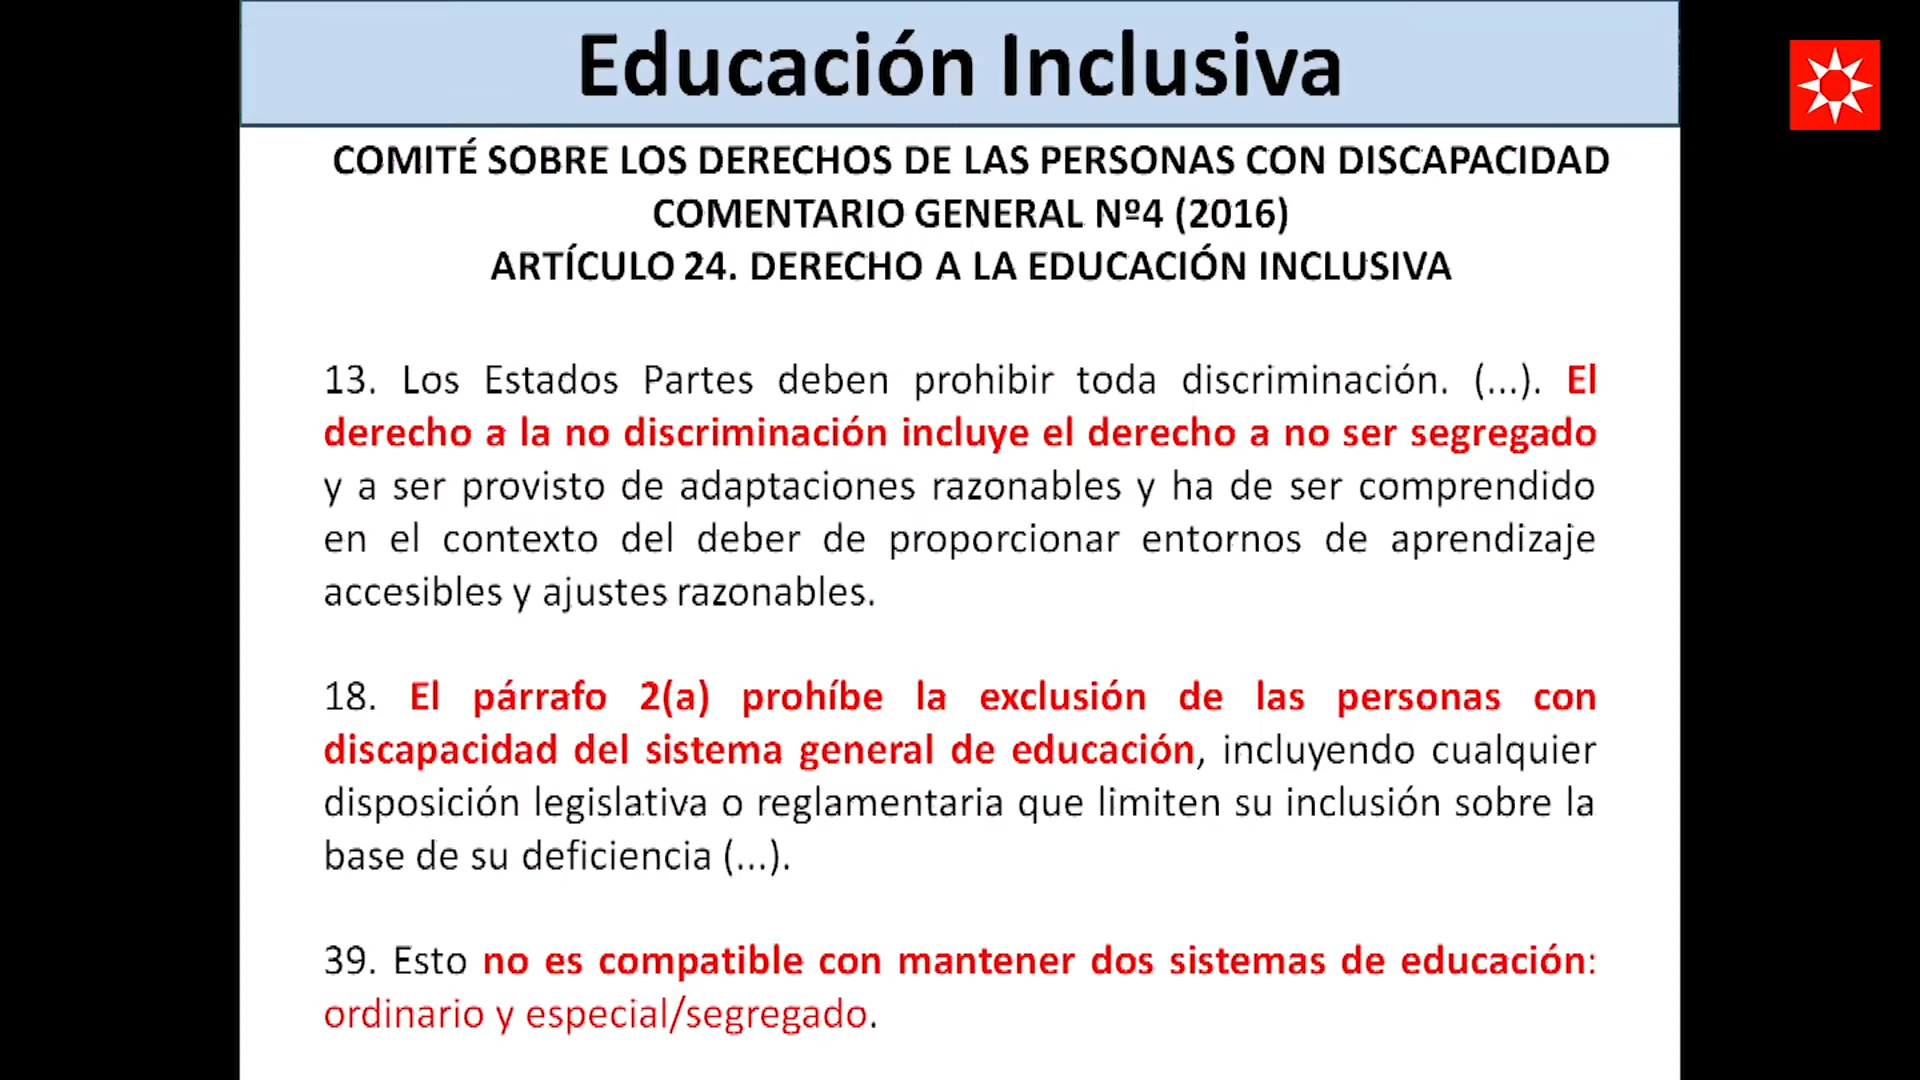 Educación Inclusiva
COMITÉ SOBRE LOS DERECHOS DE LAS PERSONAS CON DISCAPACIDAD
COMENTARIO GENERAL Nº4 (2016)
ARTÍCULO 24. DERECHO A LA EDUCACIÓN INCLUSIVA
13. Los Estados Partes deben prohibir toda discriminación. (...). El
derecho a la no discriminación incluye el derecho a no ser segregado
y a ser provisto de adaptaciones razonables y ha de ser comprendido
en el contexto del deber de proporcionar entornos de aprendizaje
accesibles y ajustes razonables.
18. El párrafo 2(a) prohíbe la exclusión de las personas con
discapacidad del sistema general de educación, incluyendo cualquier
disposición legislativa o reglamentaria que limiten su inclusión sobre la
base de su deficiencia (...).
39. Esto no es compatible con mantener dos sistemas de educación:
ordinario y especial/segregado.